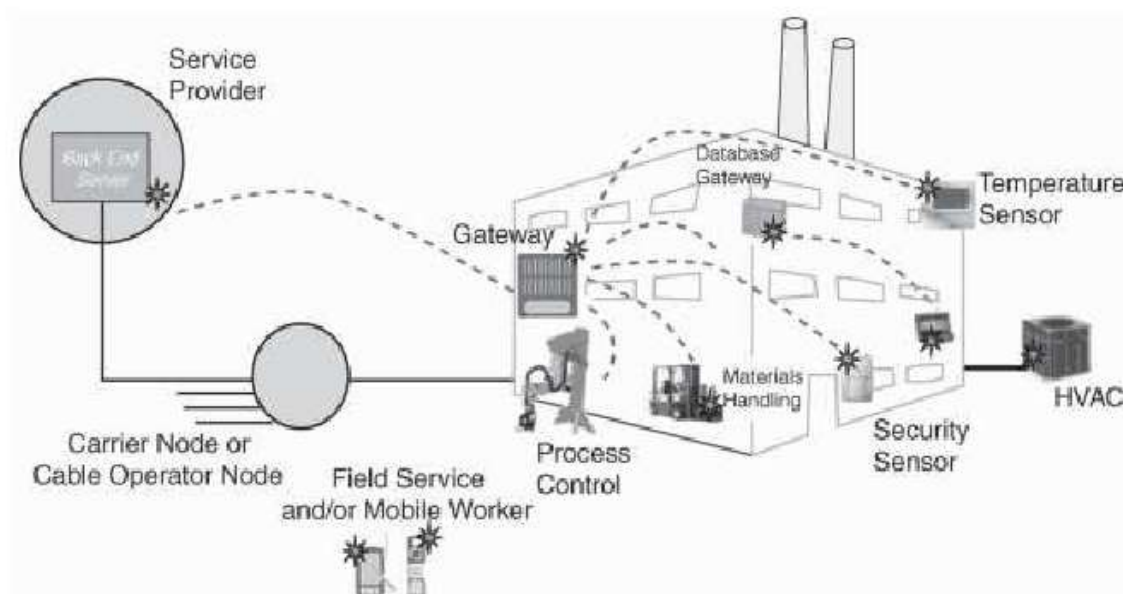 Service
Provider
Back End
Server
Gateway
Database
Gateway
Temperature
Sensor
Materials
Handling
HVAC
Process
Control
Security
Sensor
Carrier Node or
Cable Operator Node
Field Service
and/or Mobile Worker